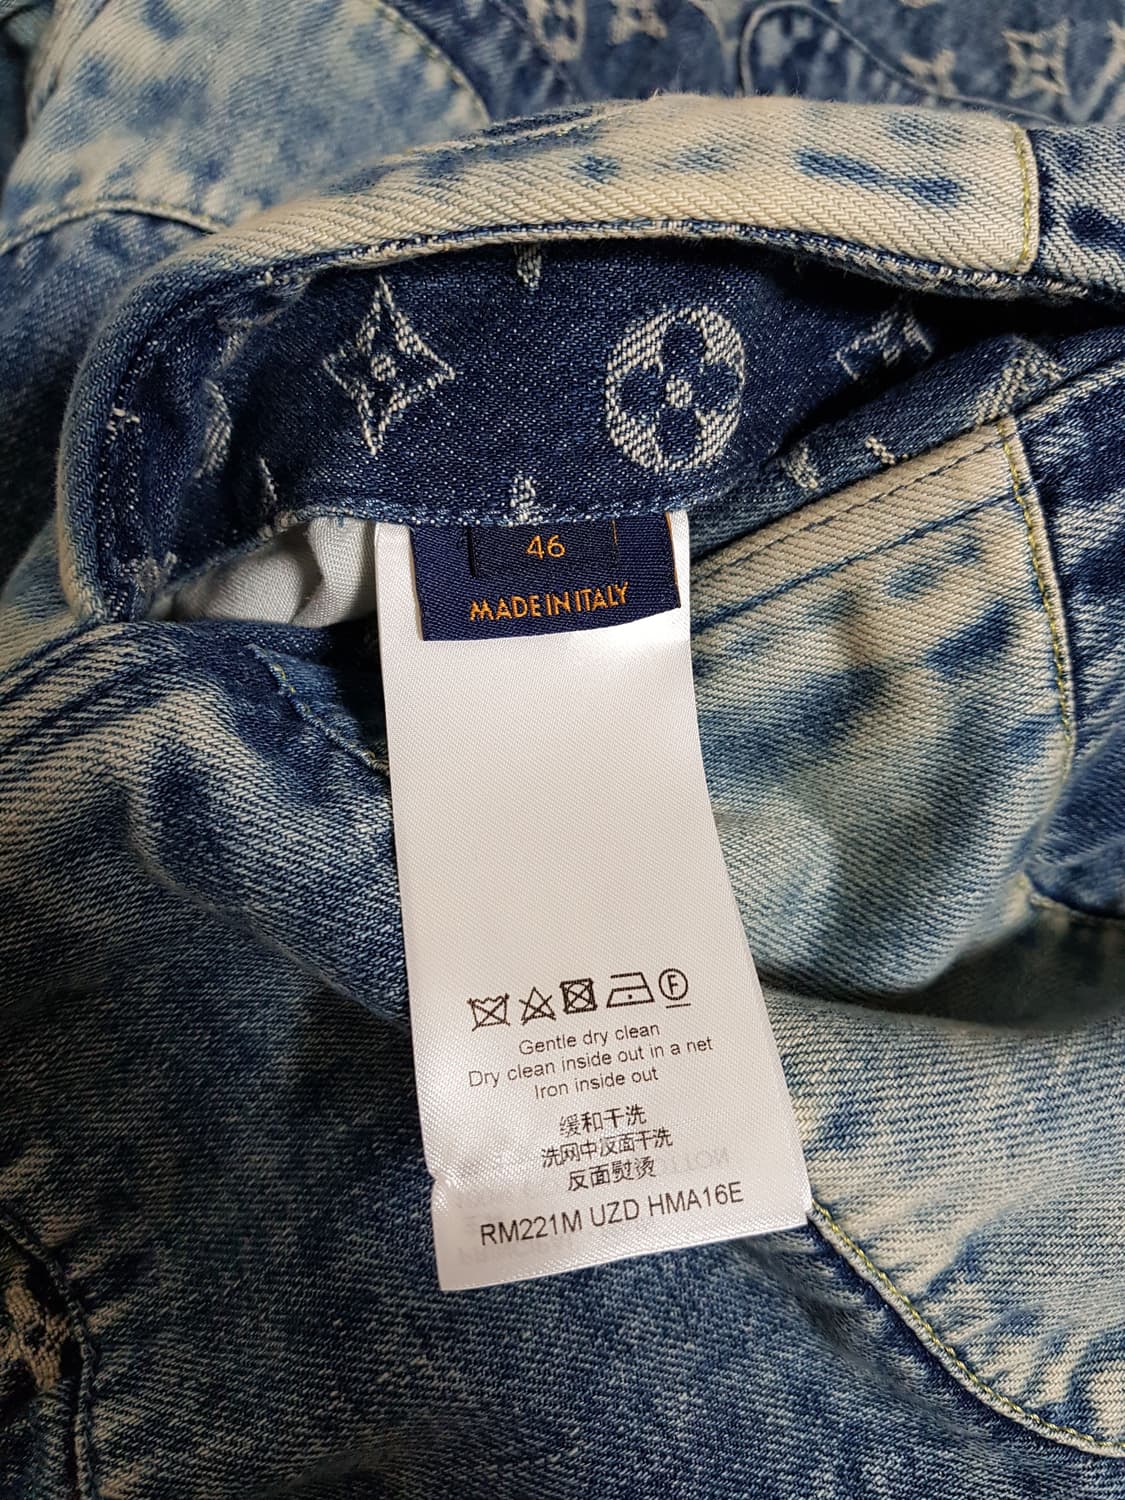 46
MADE IN ITALY
F
Gentle dry clean
Dry clean inside out in a net
Iron inside out
缓和干洗
洗网中反面干洗
反面熨烫
RM221M UZD HMA16E